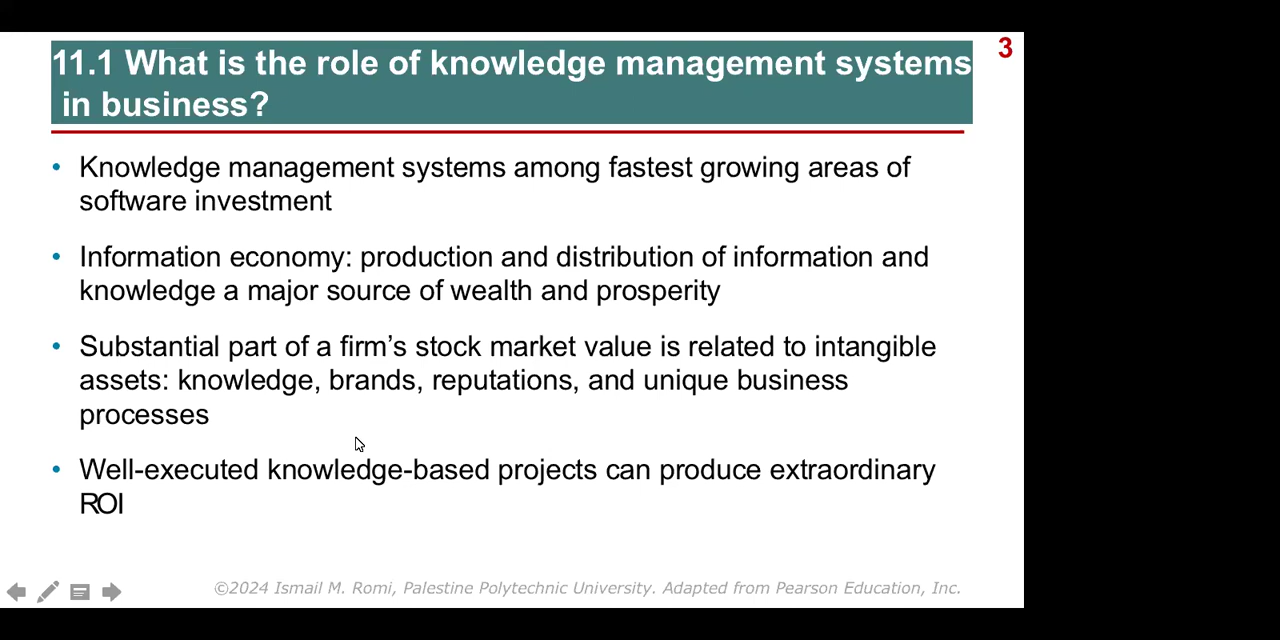 3
11.1 What is the role of knowledge management systems
in business?
• Knowledge management systems among fastest growing areas of
software investment
• Information economy: production and distribution of information and
knowledge a major source of wealth and prosperity
• Substantial part of a firm’s stock market value is related to intangible
assets: knowledge, brands, reputations, and unique business
processes
• Well-executed knowledge-based projects can produce extraordinary
ROI
©2024 Ismail M. Romi, Palestine Polytechnic University. Adapted from Pearson Education, Inc.